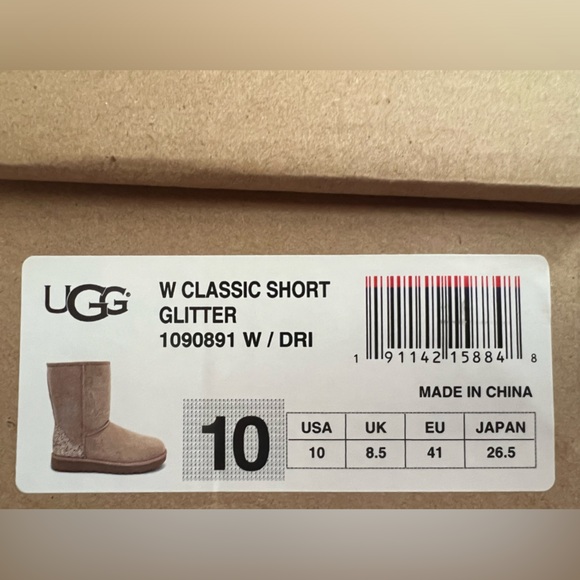 UGG
W CLASSIC SHORT
GLITTER
1090891 W / DRI
1 91142 15884 8
MADE IN CHINA
10
USA UK EU JAPAN
10 8.5 41 26.5